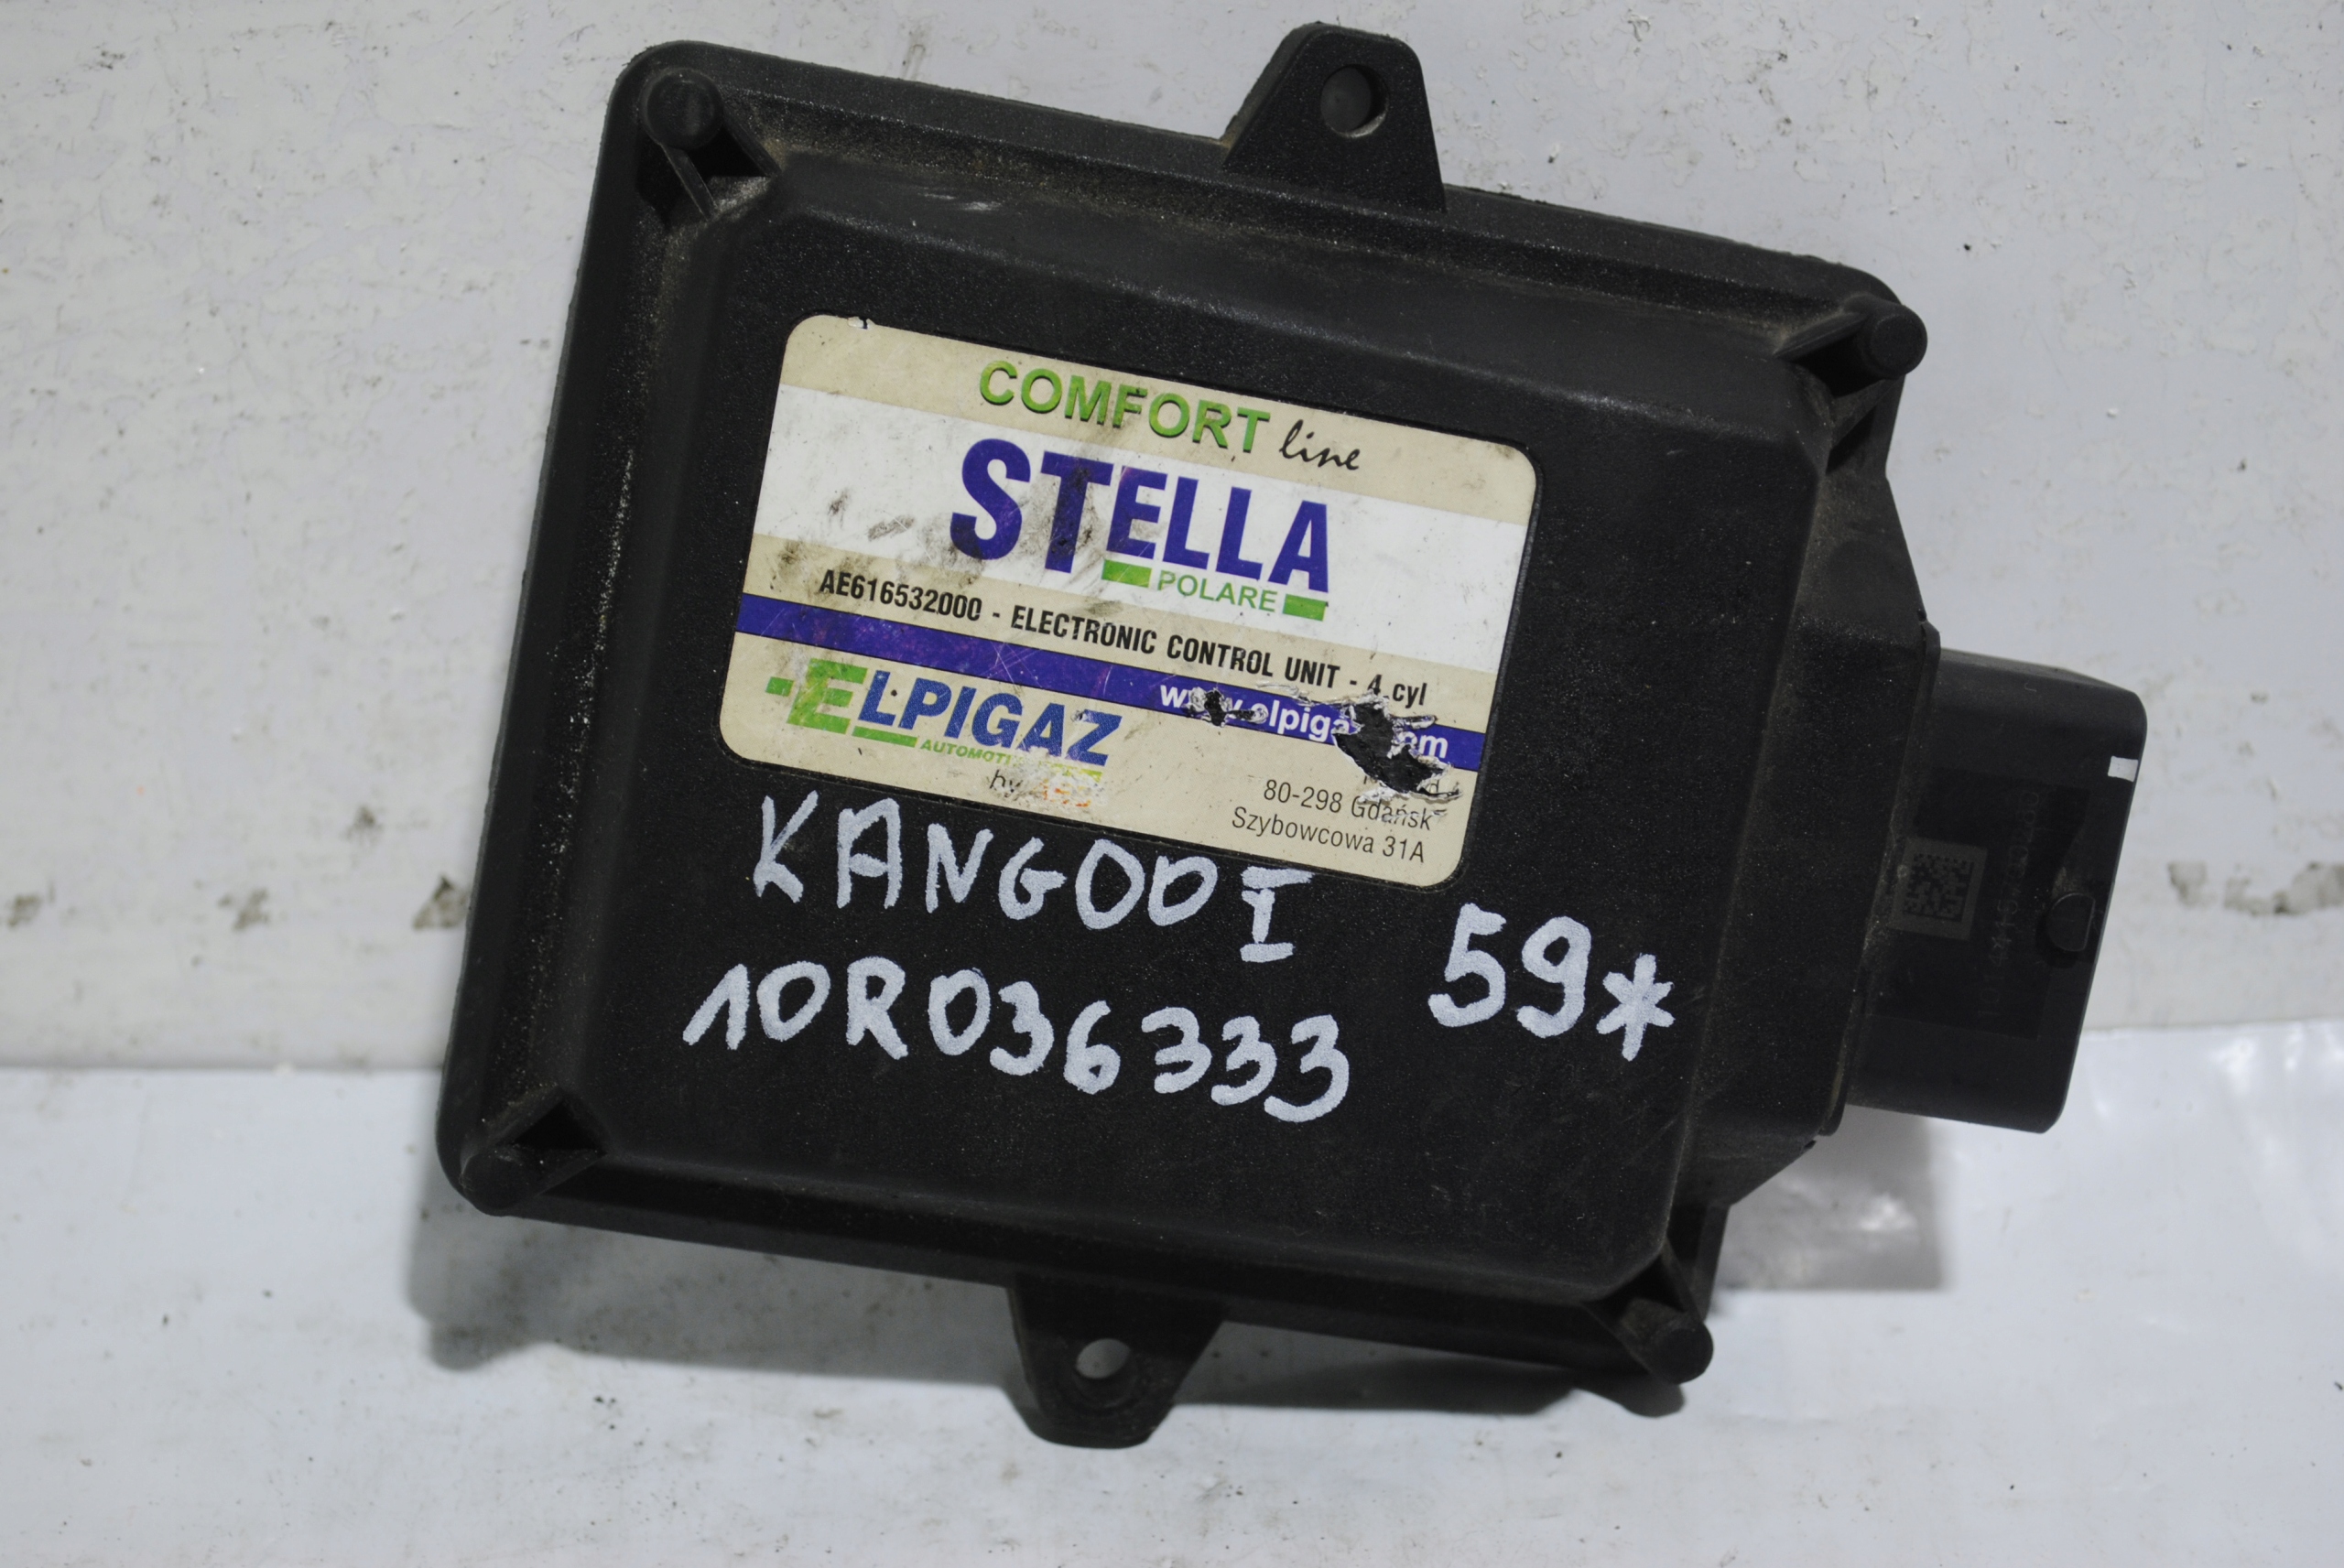 COMFORT line
STELLA
POLARE
AE616532000 - ELECTRONIC CONTROL UNIT - 4 cyl
ELPIGAZ
by
80-298 Gdańsk
Szybowcowa 31A
KANGOO I
59*
10R036333